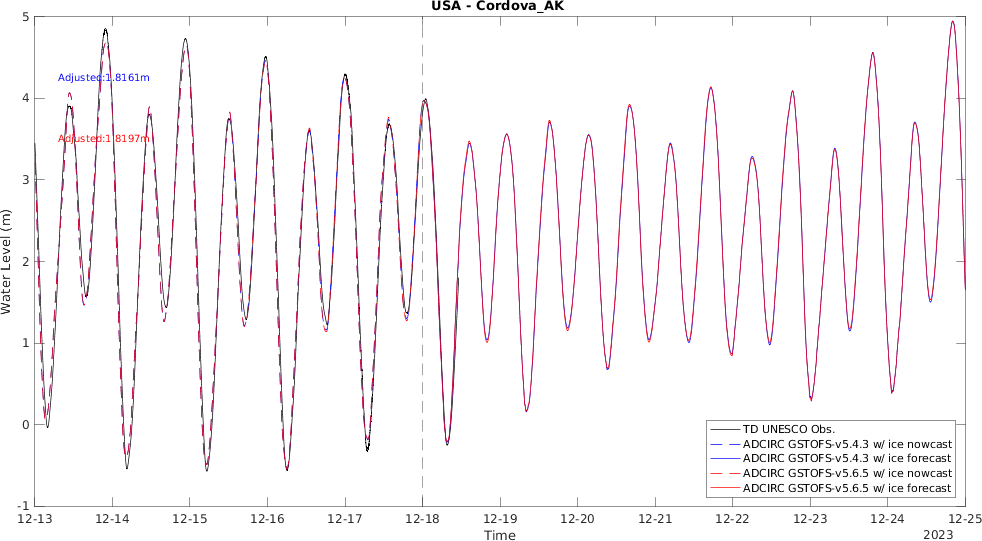 USA - Cordova_AK
5
4
3
2
1
0
-1
Water Level (m)
Adjusted:1.8161m
Adjusted:1.8197m
TD UNESCO Obs.
ADCIRC GSTOFS-v5.4.3 w/ ice nowcast
ADCIRC GSTOFS-v5.4.3 w/ ice forecast
ADCIRC GSTOFS-v5.6.5 w/ ice nowcast
ADCIRC GSTOFS-v5.6.5 w/ ice forecast
12-13 12-14 12-15 12-16 12-17 12-18 12-19 12-20 12-21 12-22 12-23 12-24 12-25
Time
2023